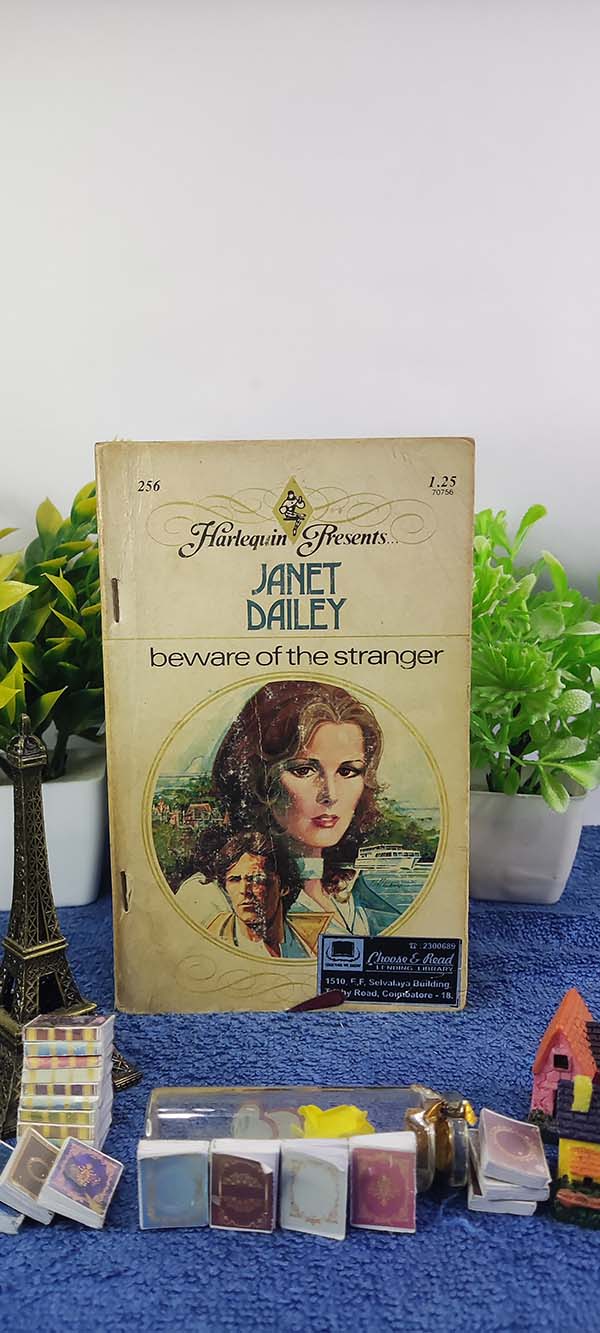 256
1.25
70756
Harlequin Presents...
JANET
DAILEY
beware of the stranger
☎ : 2300689
Choose & Read
LENDING LIBRARY
1510, F.F, Selvalaya Building,
Road, Coimbatore - 18.